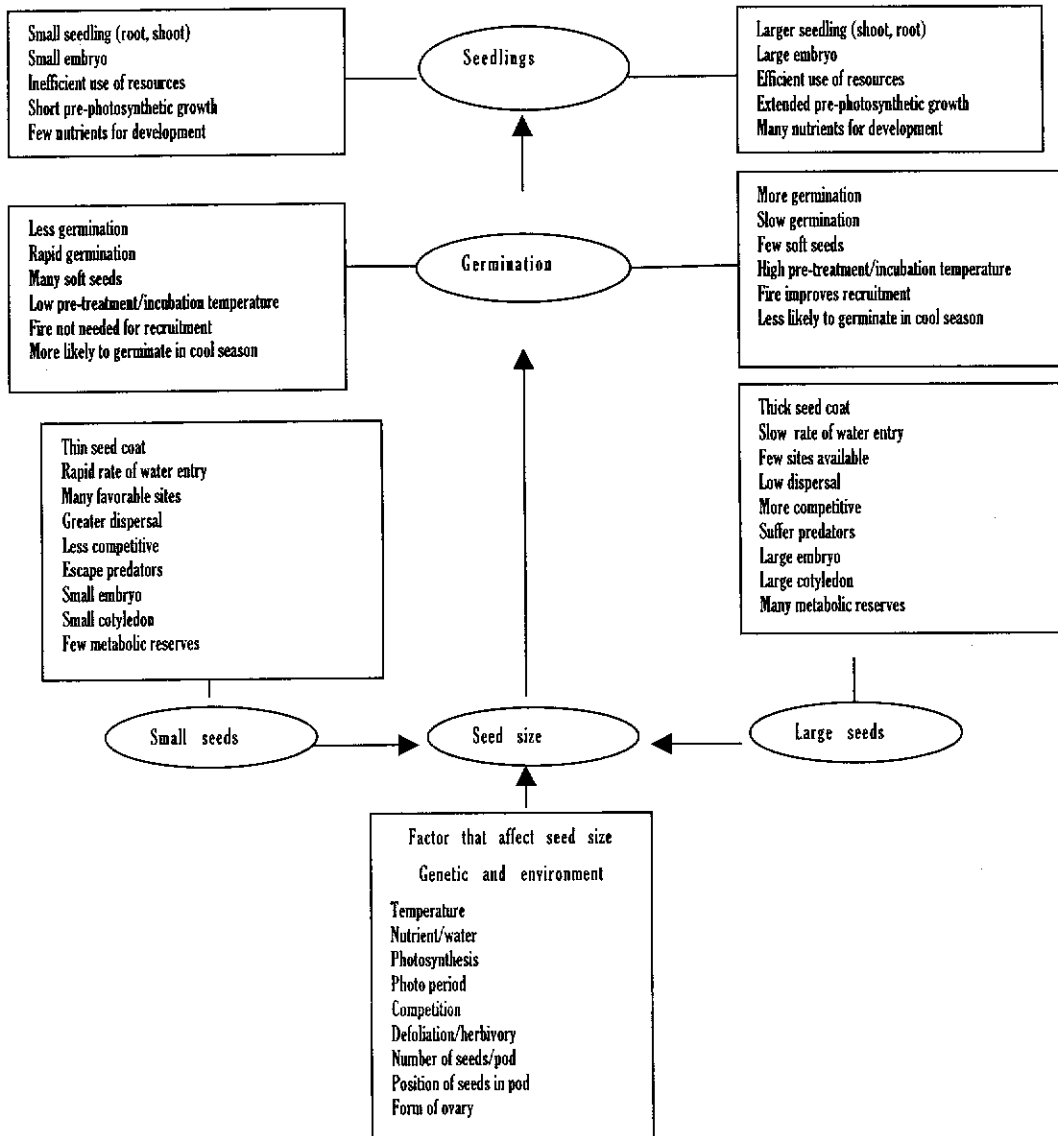 Small seedling (root, shoot)
Small embryo
Inefficient use of resources
Short pre-photosynthetic growth
Few nutrients for development
Seedlings
Larger seedling (shoot, root)
Large embryo
Efficient use of resources
Extended pre-photosynthetic growth
Many nutrients for development
Less germination
Rapid germination
Many soft seeds
Low pre-treatment/incubation temperature
Fire not needed for recruitment
More likely to germinate in cool season
Germination
More germination
Slow germination
Few soft seeds
High pre-treatment/incubation temperature
Fire improves recruitment
Less likely to germinate in cool season
Thin seed coat
Rapid rate of water entry
Many favorable sites
Greater dispersal
Less competitive
Escape predators
Small embryo
Small cotyledon
Few metabolic reserves
Thick seed coat
Slow rate of water entry
Few sites available
Low dispersal
More competitive
Suffer predators
Large embryo
Large cotyledon
Many metabolic reserves
Small seeds
Seed size
Large seeds
Factor that affect seed size
Genetic and environment
Temperature
Nutrient/water
Photosynthesis
Photo period
Competition
Defoliation/herbivory
Number of seeds/pod
Position of seeds in pod
Form of ovary